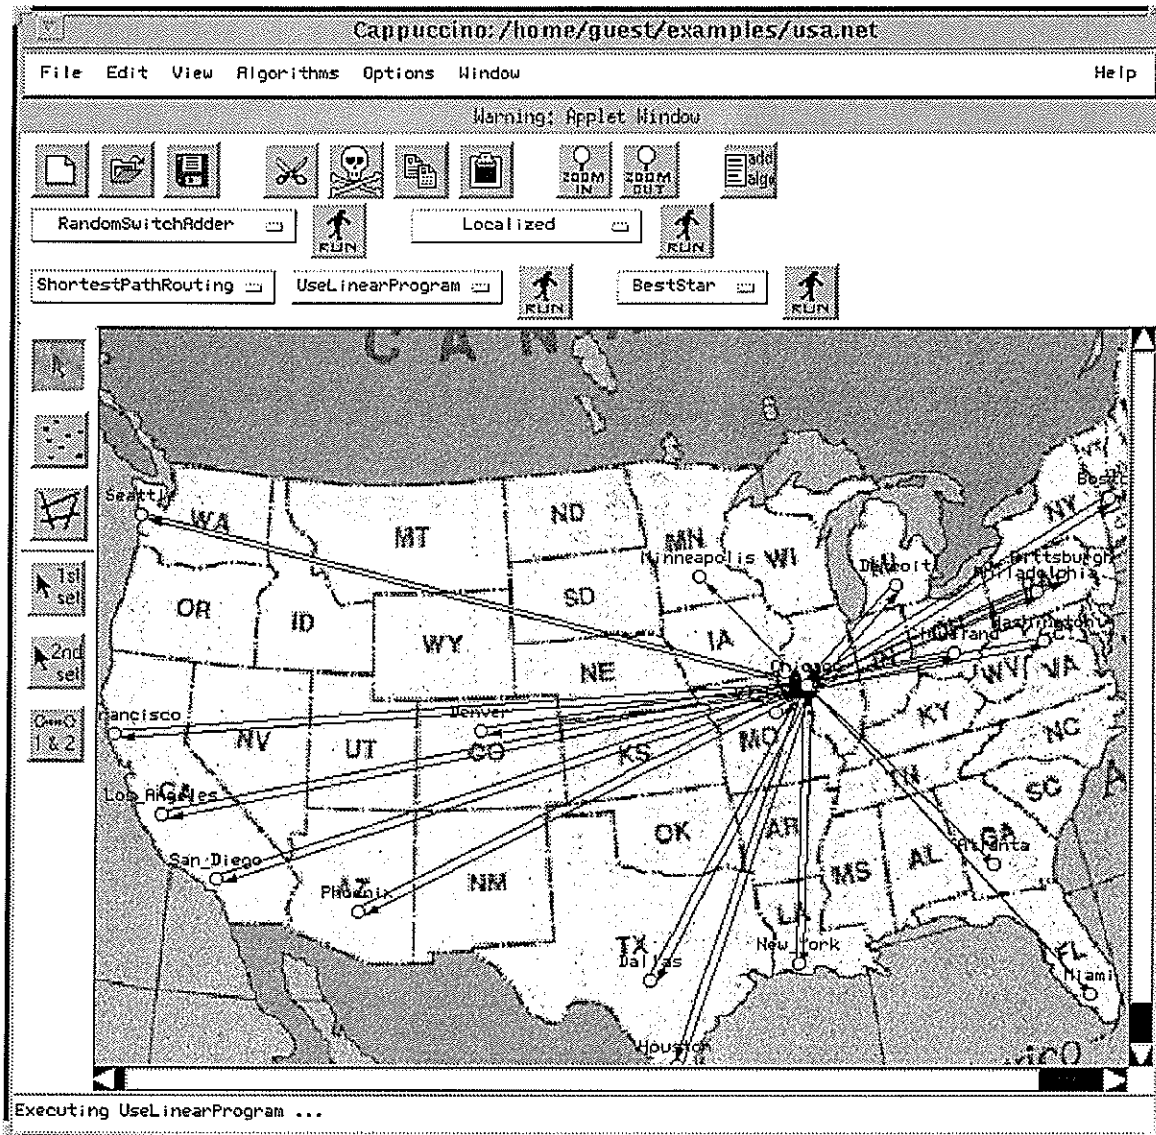 Cappuccino: /home/guest/examples/usa.net
File Edit View Algorithms Options Window Help
Warning: Applet Window
ZOOM IN ZOOM OUT add algo
RandomSwitchAdder RUN Localized RUN
ShortestPathRouting UseLinearProgram RUN BestStar RUN
C A N
1st sel
2nd sel
1 & 2
Seattl
WA
MT
ND
MN
WI
NY
Minneapolis
Detroit
Pittsburgh
Philadelphia
OR
ID
SD
WY
IA
Washington
NE
WV
VA
rancisco
Denver
NV
UT
CO
KS
MO
KY
NC
CA
Los Angeles
TN
SC
OK
AR
San Diego
Phoenix
AZ
NM
MS
AL
GA
Atlanta
LA
TX
Dallas
New York
FL
Miami
Houston
xico
Executing UseLinearProgram ...